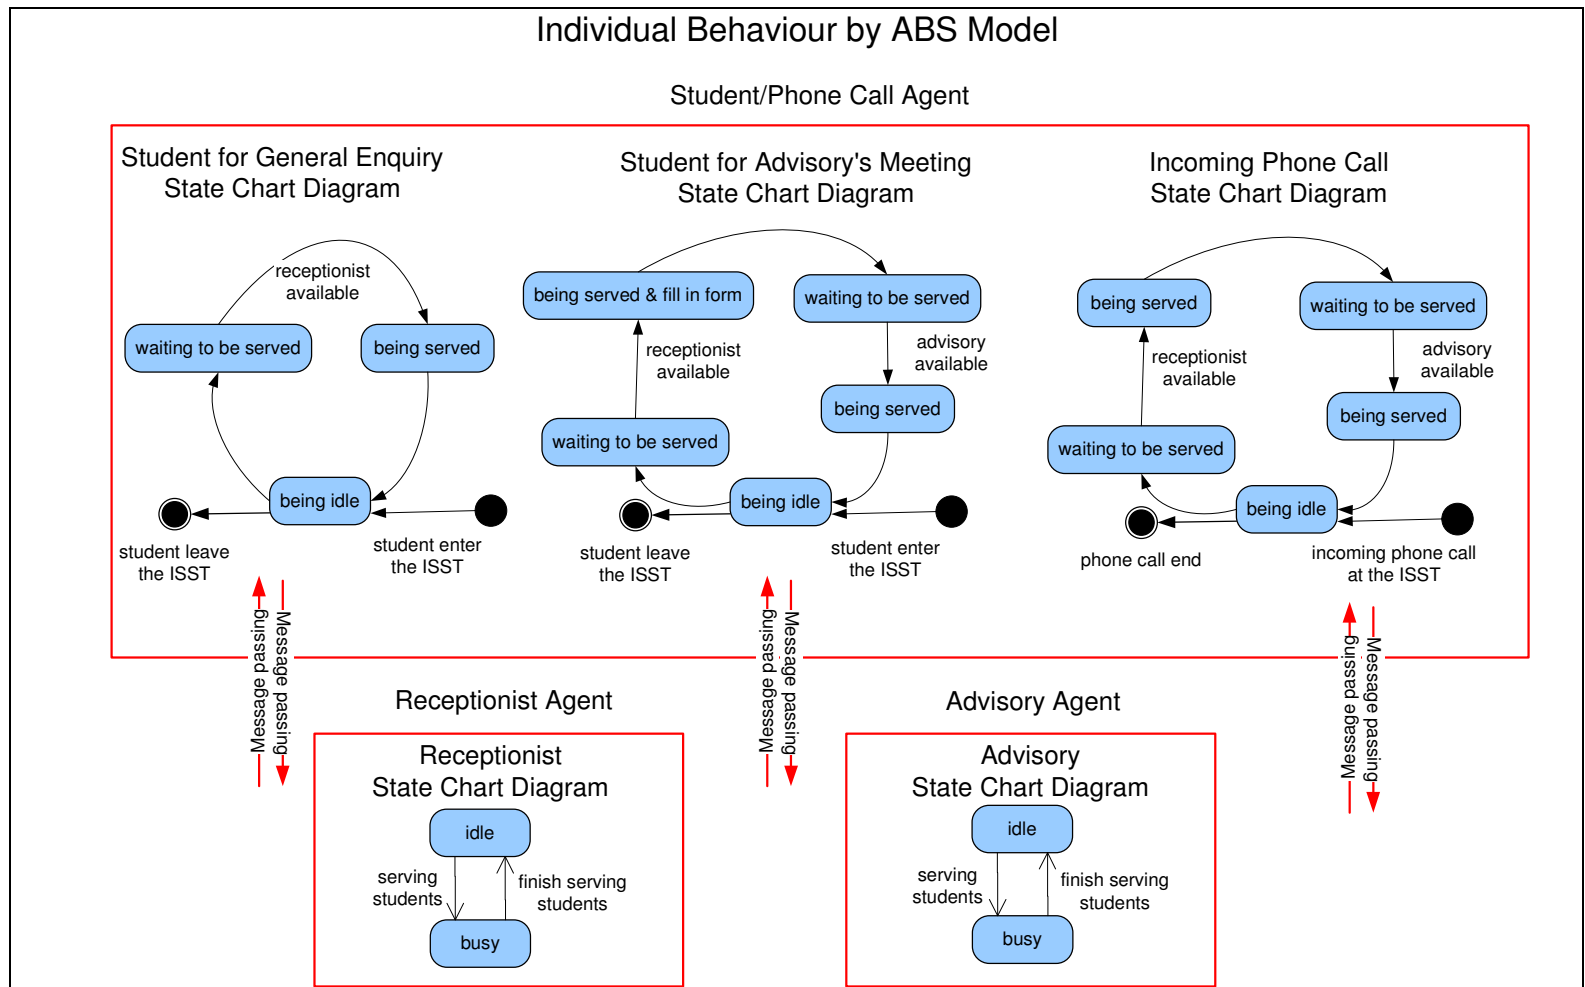 Individual Behaviour by ABS Model
Student/Phone Call Agent
Student for General Enquiry
State Chart Diagram
receptionist
available
waiting to be served
being served
being idle
student leave
the ISST
student enter
the ISST
Student for Advisory's Meeting
State Chart Diagram
being served & fill in form
waiting to be served
receptionist
available
advisory
available
being served
waiting to be served
being idle
student leave
the ISST
student enter
the ISST
Incoming Phone Call
State Chart Diagram
being served
waiting to be served
receptionist
available
advisory
available
being served
waiting to be served
being idle
phone call end
incoming phone call
at the ISST
Message passing
Message passing
Message passing
Message passing
Message passing
Message passing
Receptionist Agent
Receptionist
State Chart Diagram
idle
serving
students
finish serving
students
busy
Advisory Agent
Advisory
State Chart Diagram
idle
serving
students
finish serving
students
busy